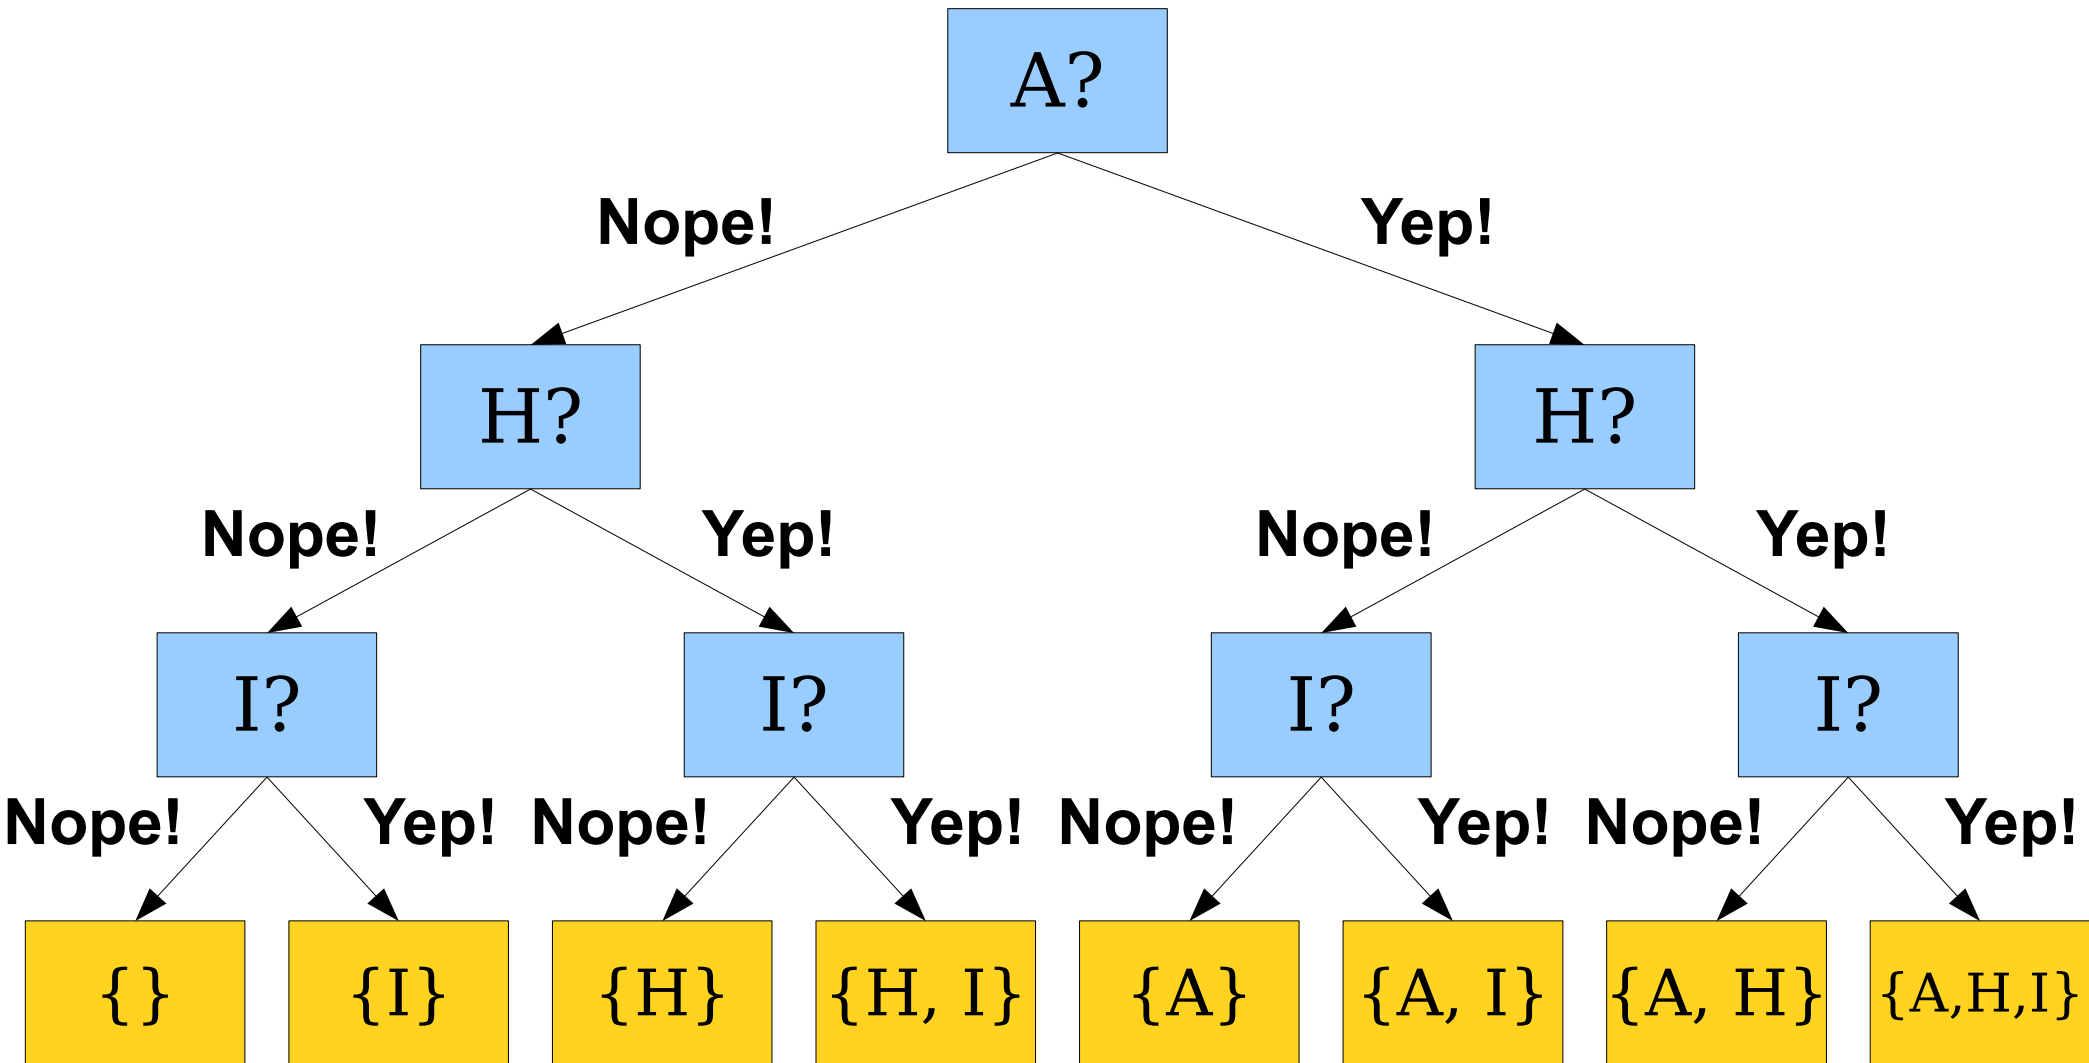 A?
Nope! Yep!
H? H?
Nope! Yep! Nope! Yep!
I? I? I? I?
Nope! Yep! Nope! Yep! Nope! Yep! Nope! Yep!
{} {I} {H} {H, I} {A} {A, I} {A, H} {A,H,I}